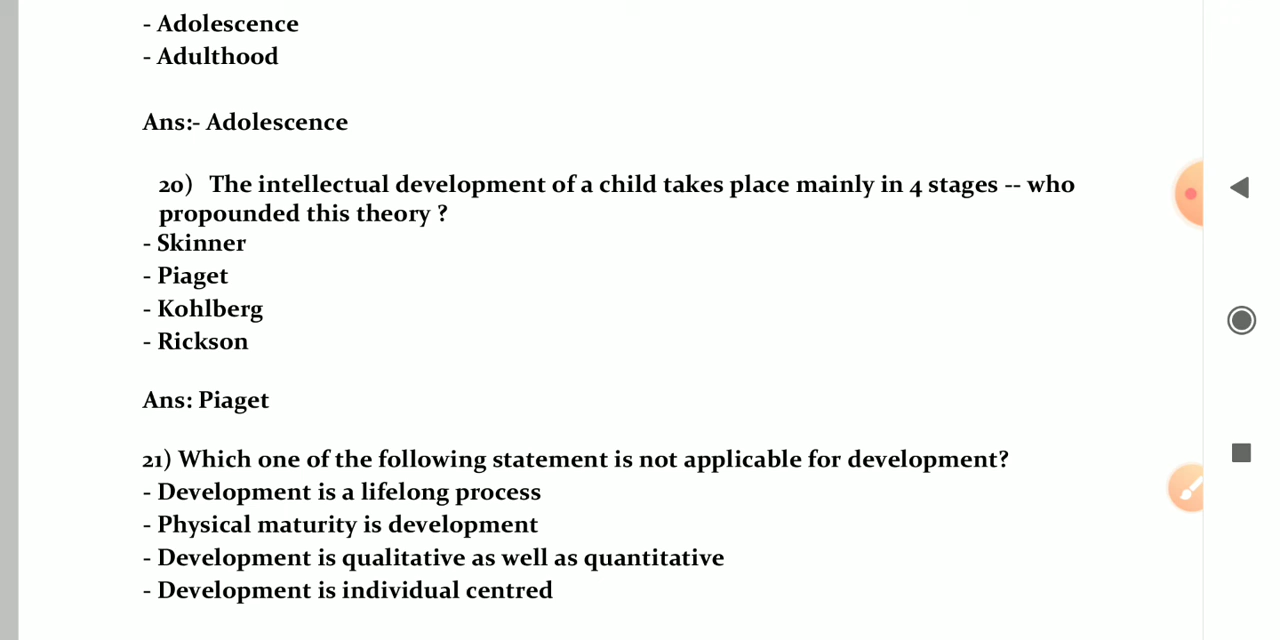 - Adolescence
- Adulthood
Ans:- Adolescence
20) The intellectual development of a child takes place mainly in 4 stages -- who
propounded this theory ?
- Skinner
- Piaget
- Kohlberg
- Rickson
Ans: Piaget
21) Which one of the following statement is not applicable for development?
- Development is a lifelong process
- Physical maturity is development
- Development is qualitative as well as quantitative
- Development is individual centred